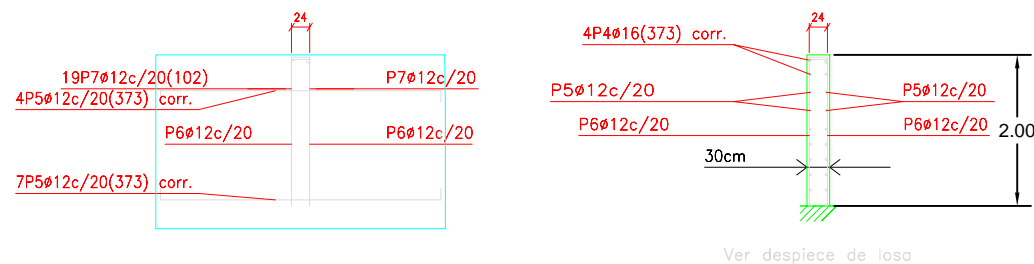 24
19P7ø12c/20(102)
P7ø12c/20
4P5ø12c/20(373) corr.
P6ø12c/20
P6ø12c/20
7P5ø12c/20(373) corr.
24
4P4ø16(373) corr.
P5ø12c/20
P5ø12c/20
P6ø12c/20
P6ø12c/20
2.00
30cm
Ver despiece de losa